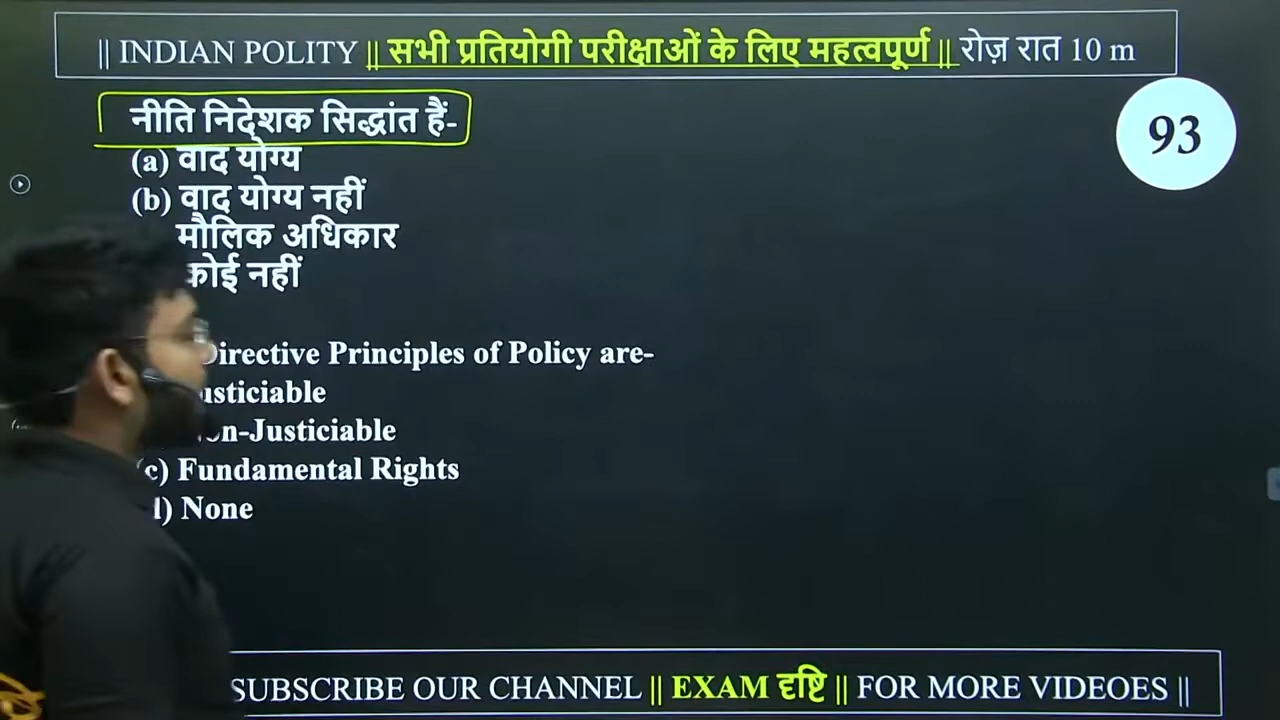 || INDIAN POLITY || सभी प्रतियोगी परीक्षाओं के लिए महत्वपूर्ण || रोज़ रात 10 m
93
नीति निदेशक सिद्धांत हैं-
(a) वाद योग्य
(b) वाद योग्य नहीं
मौलिक अधिकार
कोई नहीं
Directive Principles of Policy are-
Justiciable
Non-Justiciable
(c) Fundamental Rights
d) None
SUBSCRIBE OUR CHANNEL || EXAM दृष्टि || FOR MORE VIDEOES ||